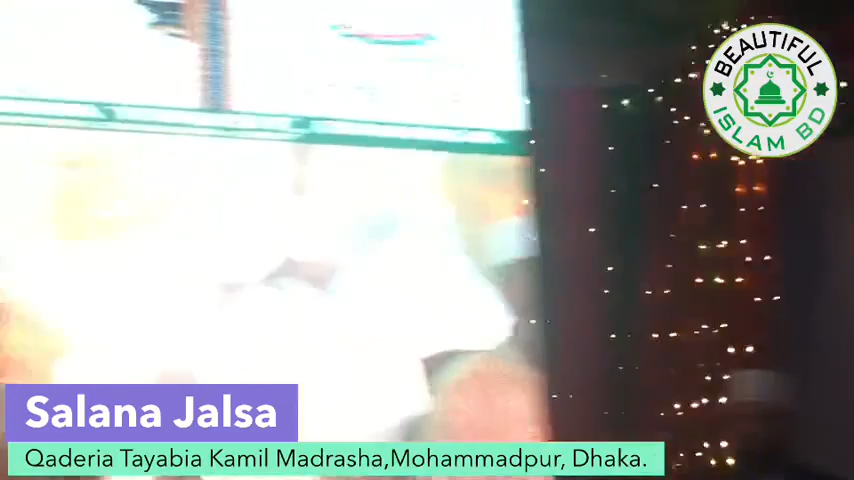 BEAUTIFUL
ISLAM BD
Salana Jalsa
Qaderia Tayabia Kamil Madrasha,Mohammadpur, Dhaka.